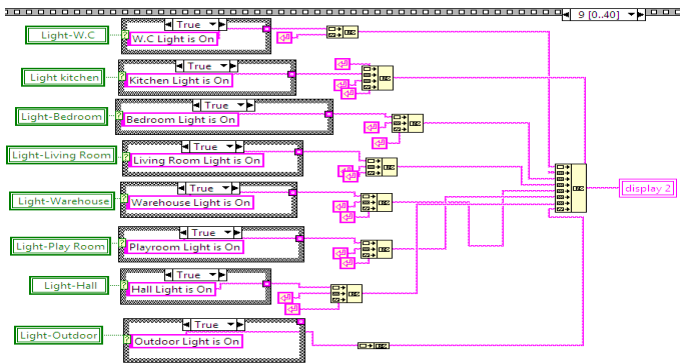 9 [0..40]
True
Light-W.C
W.C Light is On
True
Light kitchen
Kitchen Light is On
True
Light-Bedroom
Bedroom Light is On
True
Light-Living Room
Living Room Light is On
True
Light-Warehouse
Warehouse Light is On
display 2
True
Light-Play Room
Playroom Light is On
True
Light-Hall
Hall Light is On
True
Light-Outdoor
Outdoor Light is On